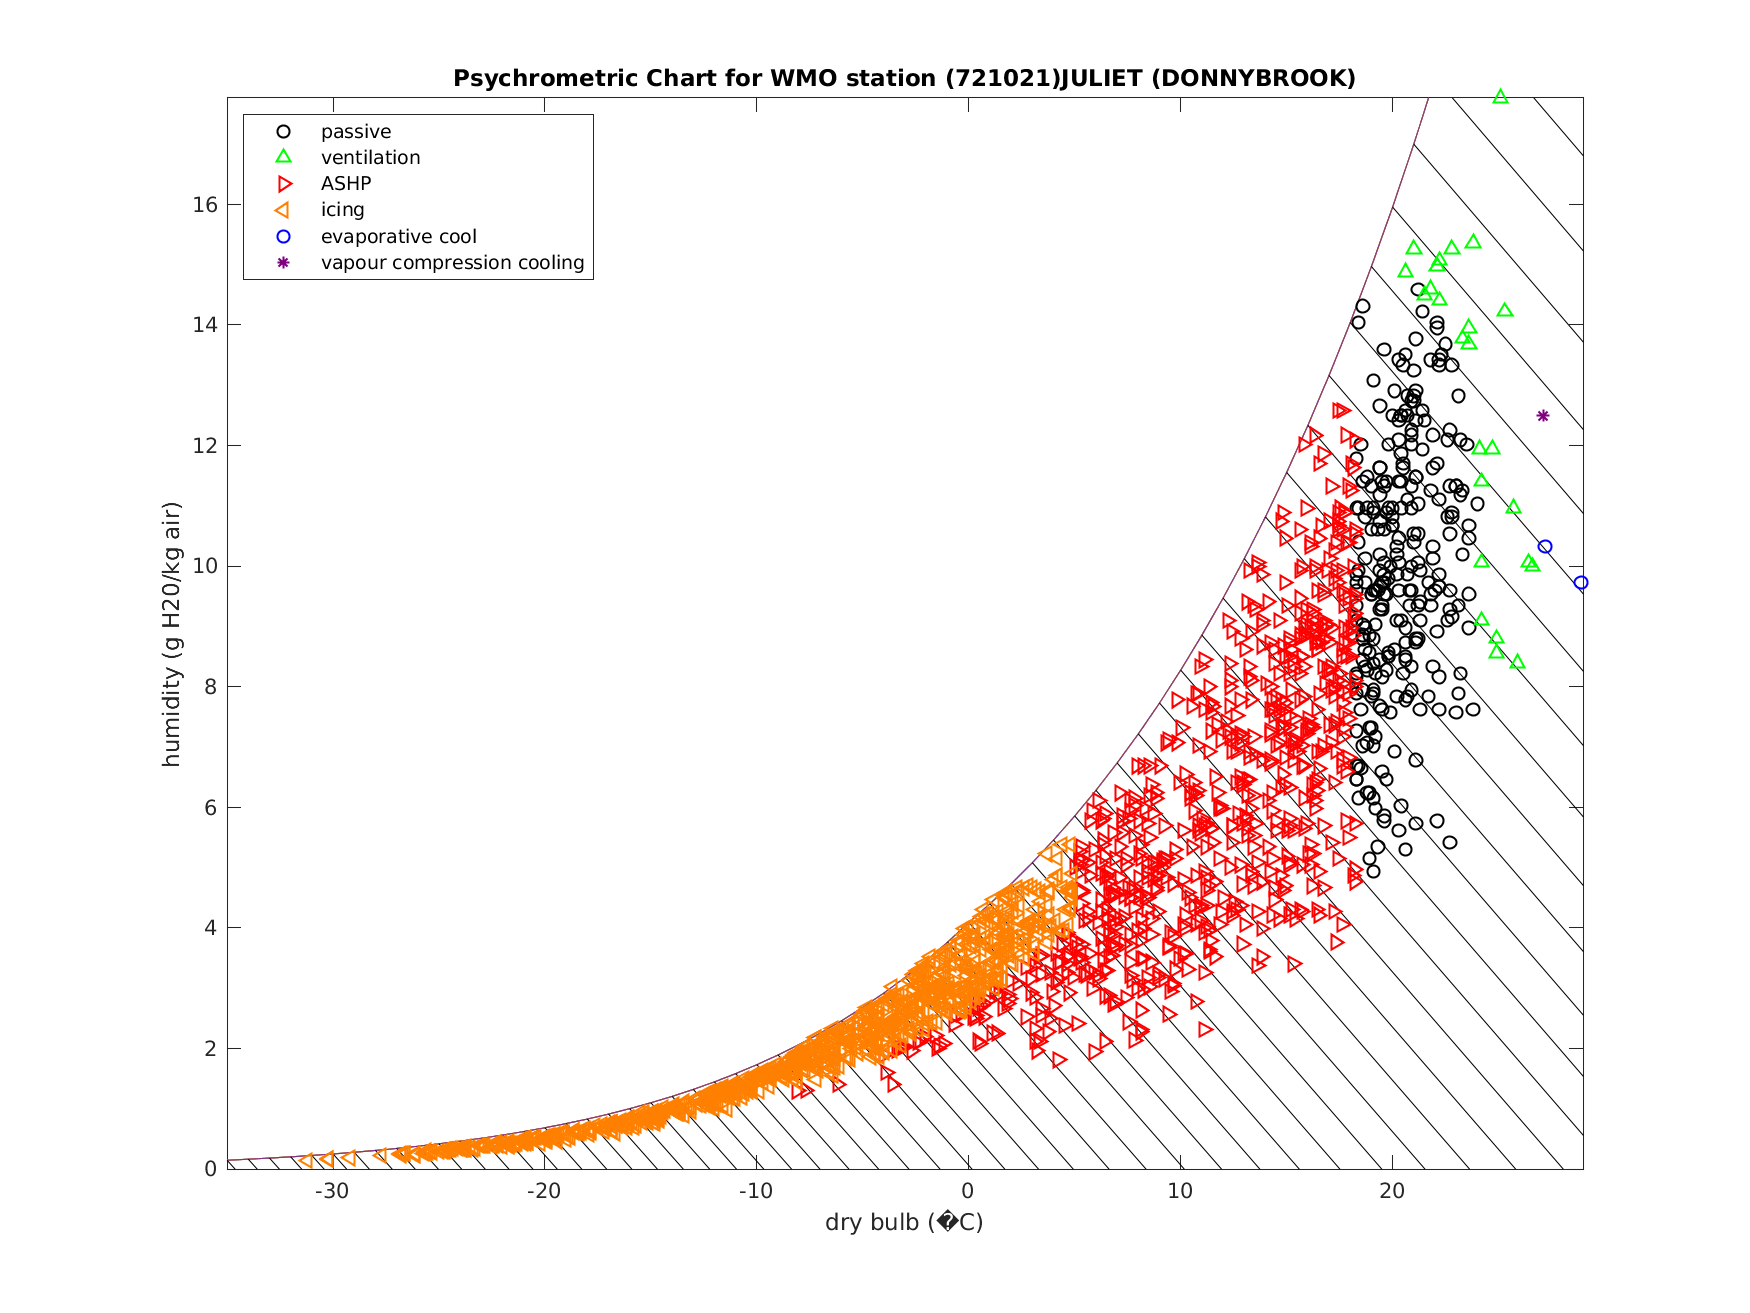 Psychrometric Chart for WMO station (721021)JULIET (DONNYBROOK)
passive
ventilation
ASHP
icing
evaporative cool
vapour compression cooling
humidity (g H20/kg air)
16
14
12
10
8
6
4
2
0
-30
-20
-10
0
10
20
dry bulb (�C)